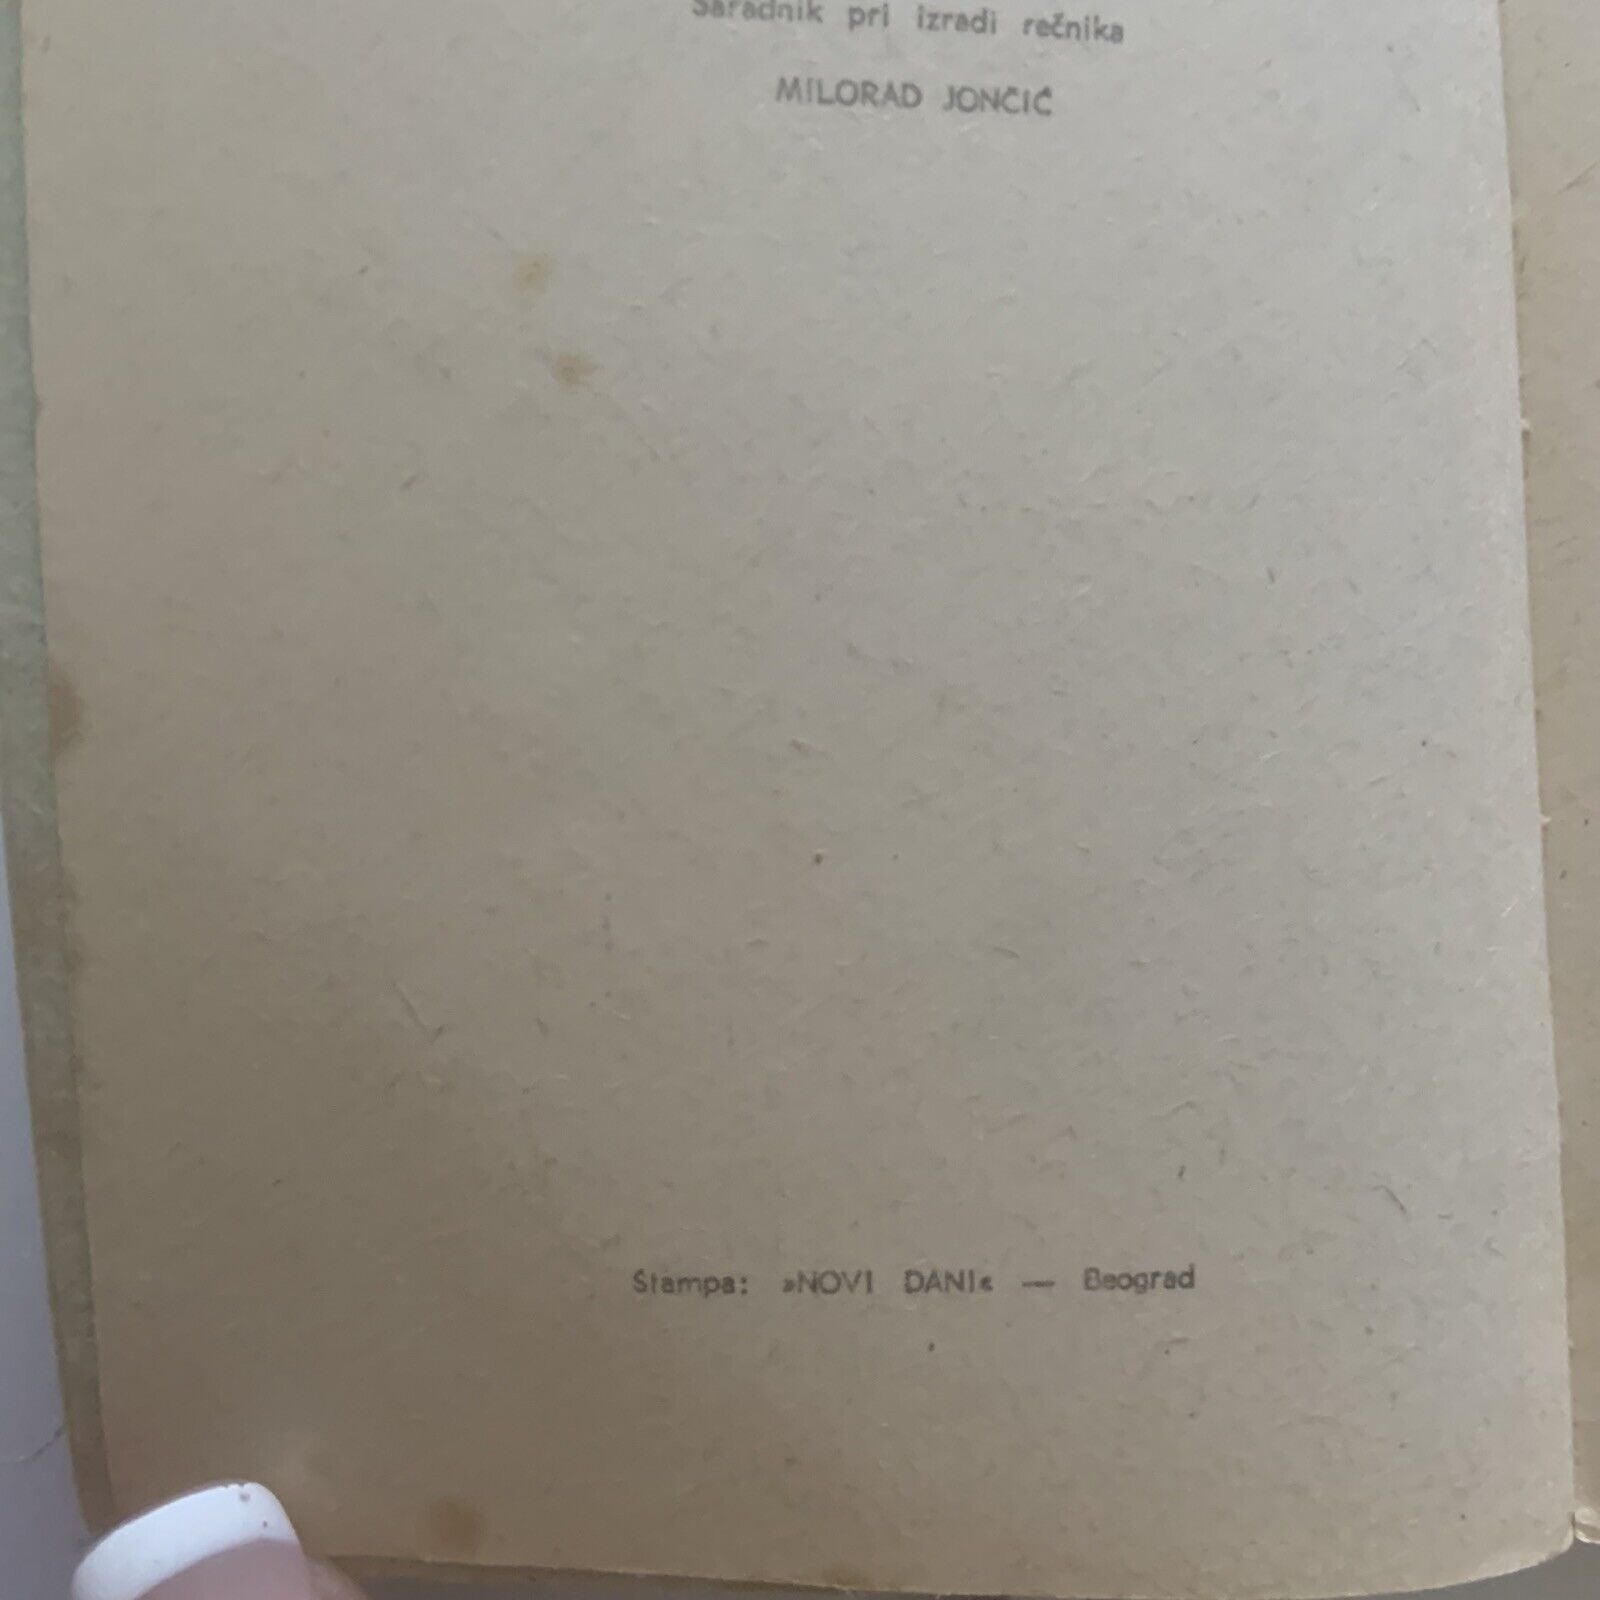 Saradnik pri izradi rečnika
MILORAD JONČIĆ
Štampa: »NOVI DANI« — Beograd